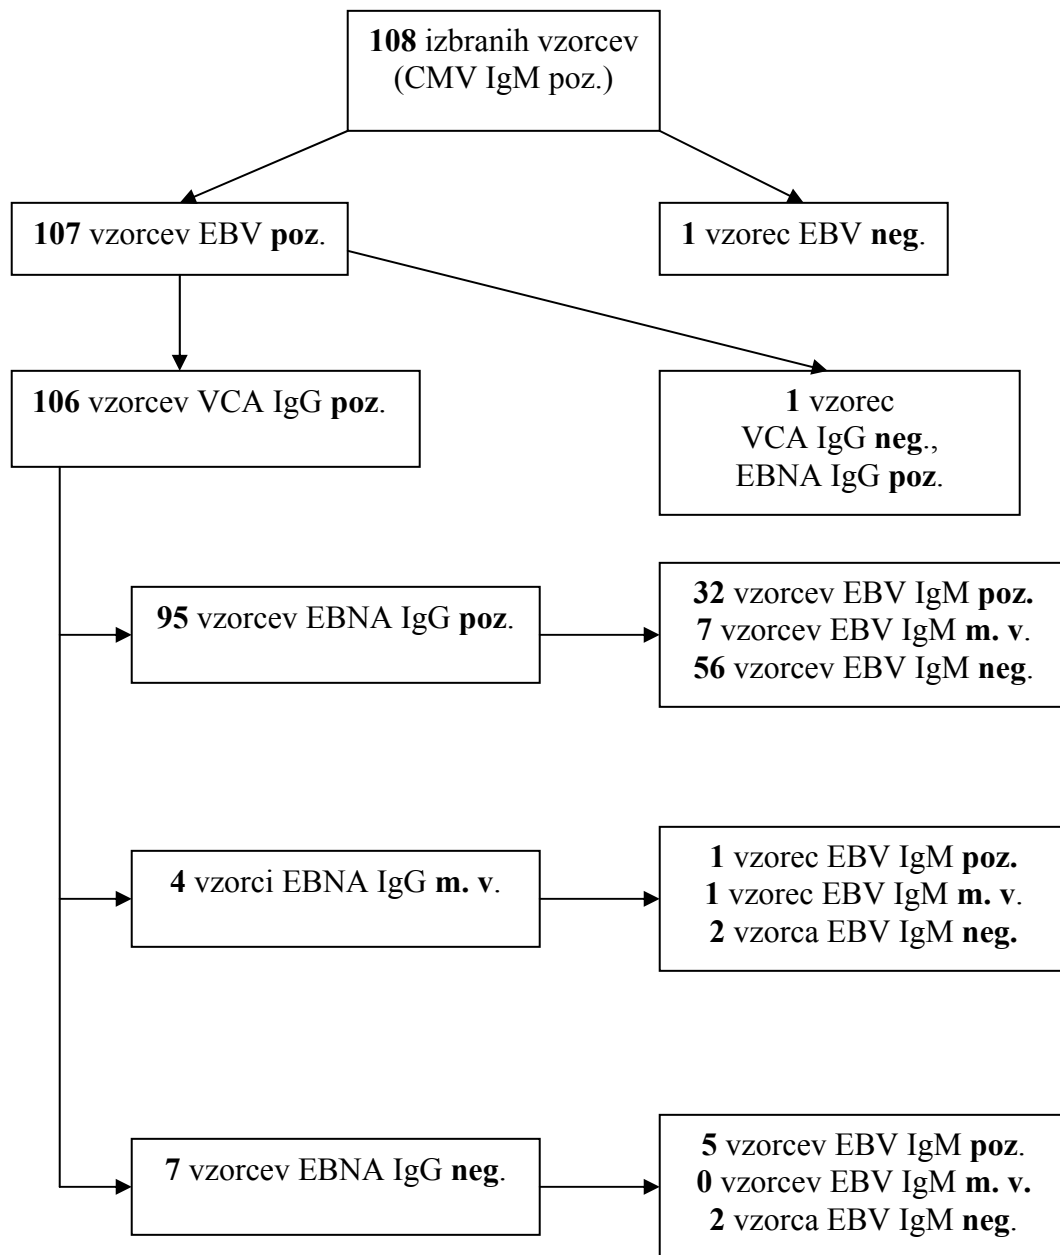 108 izbranih vzorcev
(CMV IgM poz.)
107 vzorcev EBV poz.
1 vzorec EBV neg.
106 vzorcev VCA IgG poz.
1 vzorec
VCA IgG neg.,
EBNA IgG poz.
95 vzorcev EBNA IgG poz.
32 vzorcev EBV IgM poz.
7 vzorcev EBV IgM m. v.
56 vzorcev EBV IgM neg.
4 vzorci EBNA IgG m. v.
1 vzorec EBV IgM poz.
1 vzorec EBV IgM m. v.
2 vzorca EBV IgM neg.
7 vzorcev EBNA IgG neg.
5 vzorcev EBV IgM poz.
0 vzorcev EBV IgM m. v.
2 vzorca EBV IgM neg.